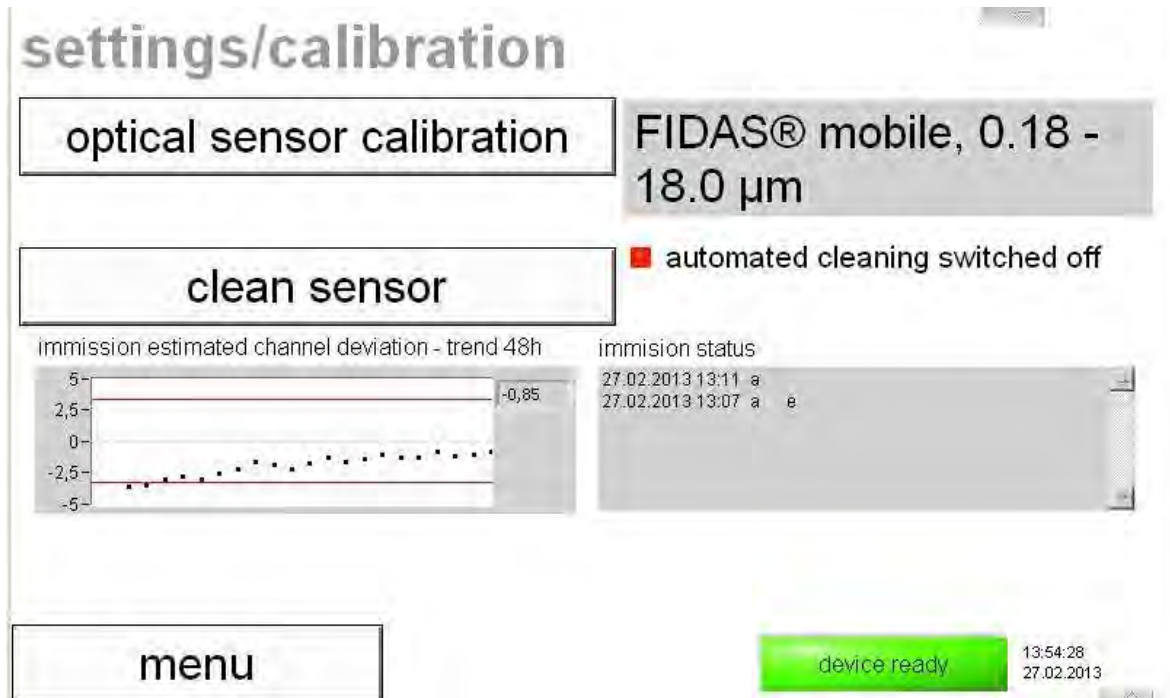 settings/calibration
optical sensor calibration
FIDAS® mobile, 0.18 -
18.0 µm
clean sensor
automated cleaning switched off
immission estimated channel deviation - trend 48h
5
2,5
0
-2,5
-5
-0,85
immision status
27.02.2013 13:11 a
27.02.2013 13:07 a e
menu
device ready
13:54:28
27.02.2013